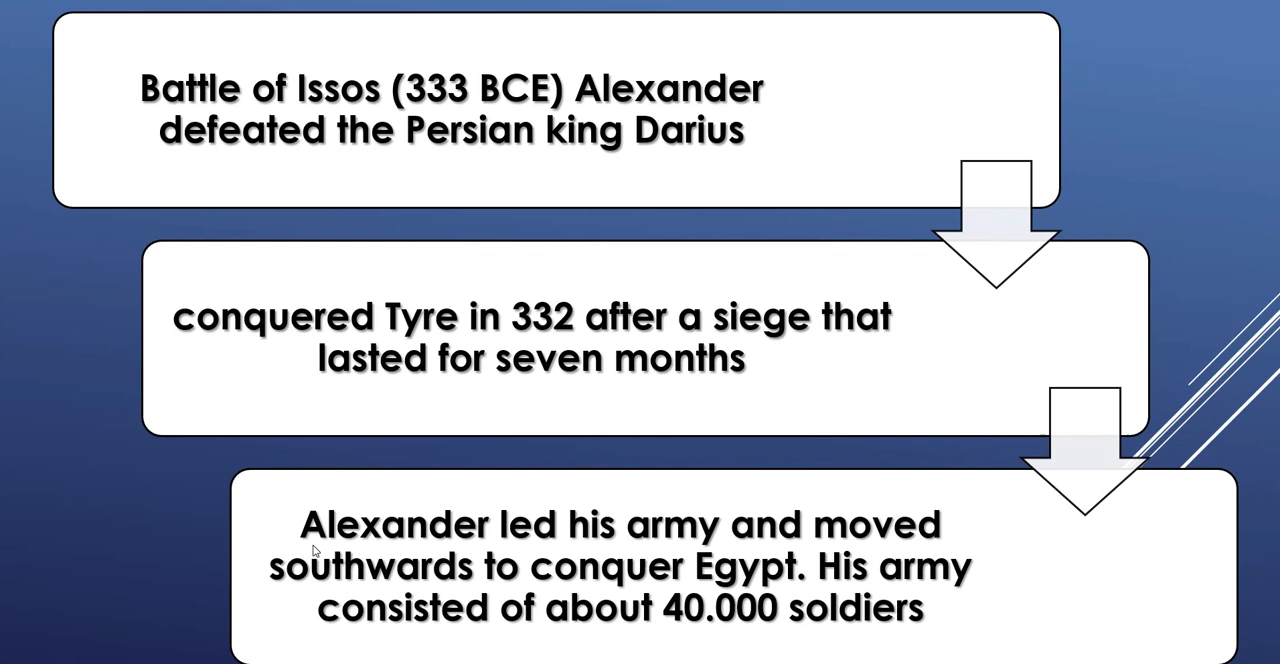 Battle of Issos (333 BCE) Alexander
defeated the Persian king Darius
conquered Tyre in 332 after a siege that
lasted for seven months
Alexander led his army and moved
southwards to conquer Egypt. His army
consisted of about 40.000 soldiers